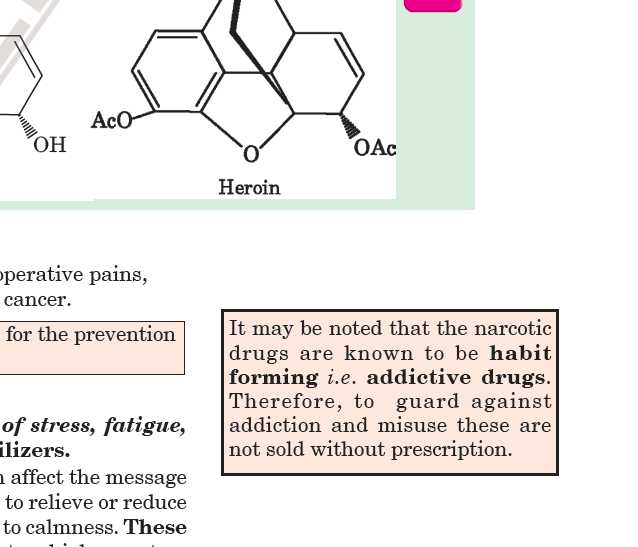 AcO
OH
O
OAc
Heroin
operative pains,
cancer.
for the prevention
It may be noted that the narcotic
drugs are known to be habit
forming i.e. addictive drugs.
Therefore, to guard against
addiction and misuse these are
not sold without prescription.
of stress, fatigue,
affect the message
to relieve or reduce
to calmness. These